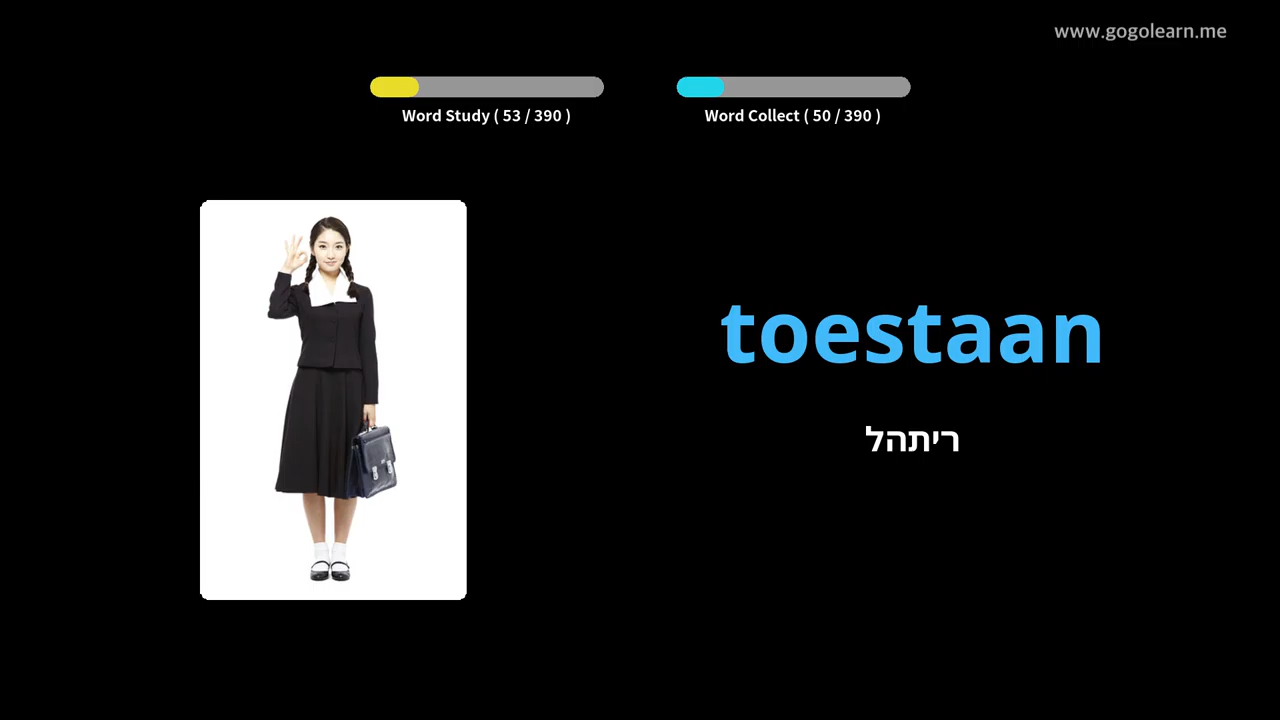 www.gogolearn.me
Word Study ( 53 / 390 )
Word Collect ( 50 / 390 )
toestaan
ריתהל